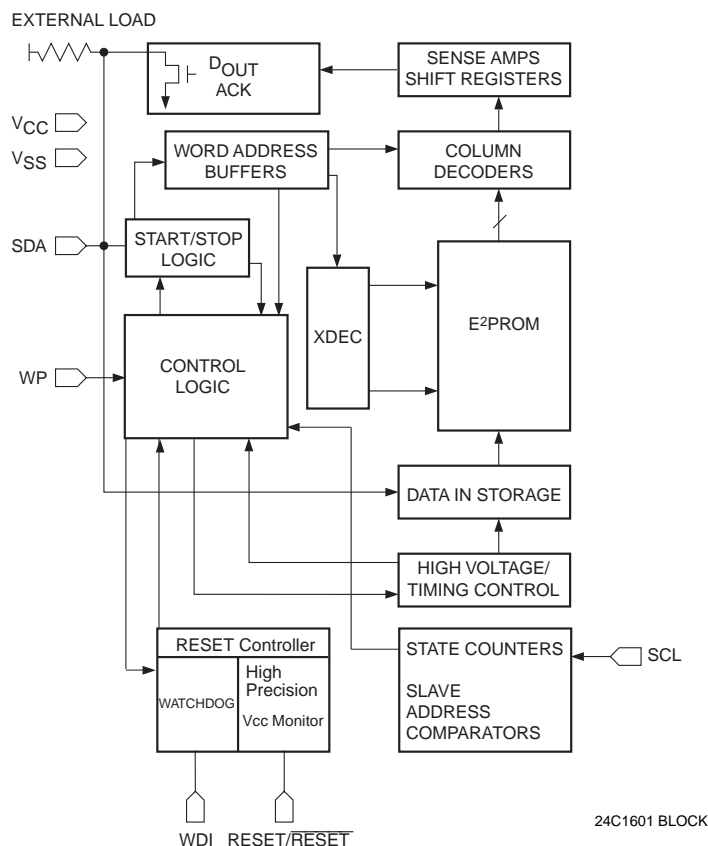 EXTERNAL LOAD
DOUT
ACK
SENSE AMPS
SHIFT REGISTERS
VCC
VSS
WORD ADDRESS
BUFFERS
COLUMN
DECODERS
SDA
START/STOP
LOGIC
XDEC
E²PROM
WP
CONTROL
LOGIC
DATA IN STORAGE
HIGH VOLTAGE/
TIMING CONTROL
RESET Controller
WATCHDOG
High
Precision
Vcc Monitor
STATE COUNTERS
SLAVE
ADDRESS
COMPARATORS
SCL
WDI
RESET/RESET
24C1601 BLOCK